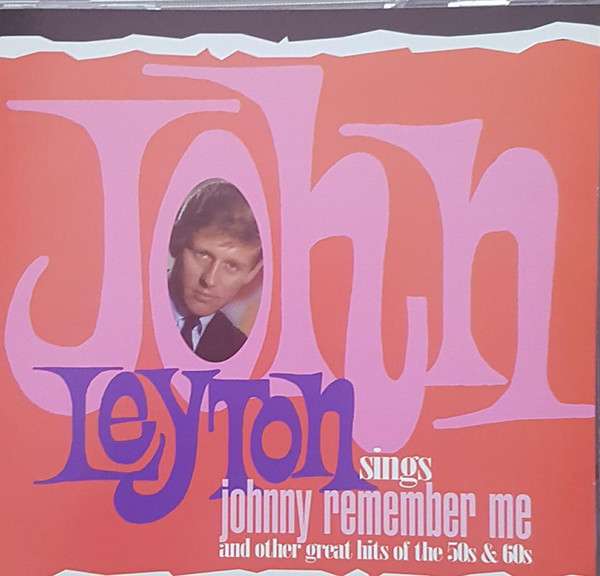 John
Leyton
sings
johnny remember me
and other great hits of the 50s & 60s